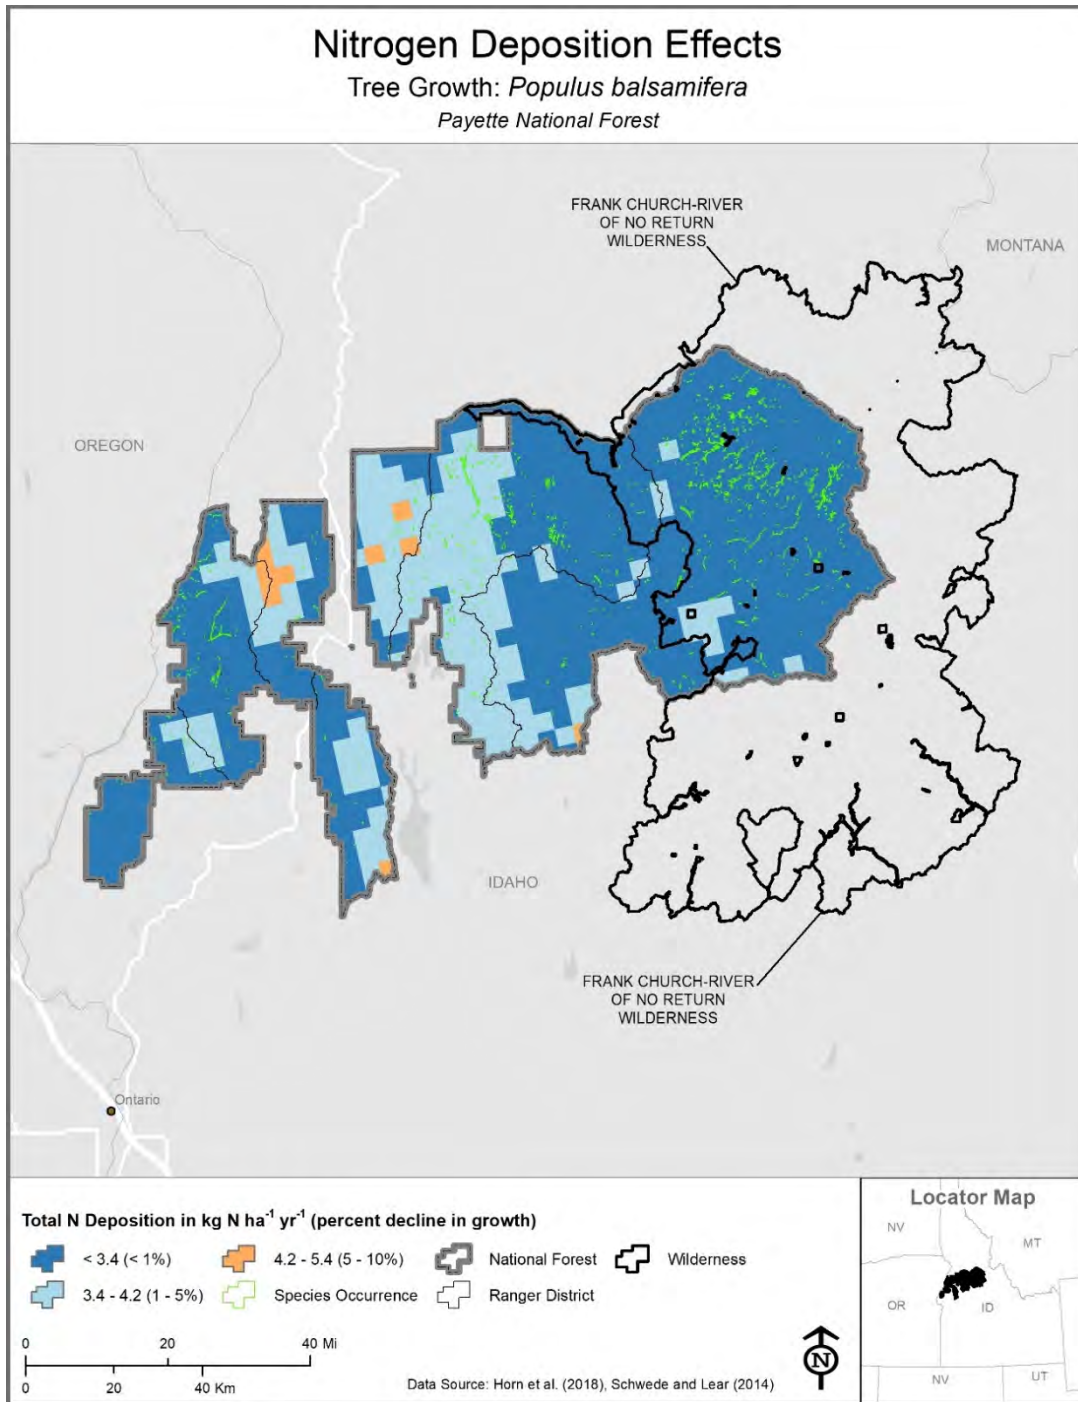 Nitrogen Deposition Effects
Tree Growth: Populus balsamifera
Payette National Forest
FRANK CHURCH-RIVER
OF NO RETURN
WILDERNESS
MONTANA
OREGON
IDAHO
FRANK CHURCH-RIVER
OF NO RETURN
WILDERNESS
Ontario
Total N Deposition in kg N ha⁻¹ yr⁻¹ (percent decline in growth)
< 3.4 (< 1%)
4.2 - 5.4 (5 - 10%)
National Forest
Wilderness
3.4 - 4.2 (1 - 5%)
Species Occurrence
Ranger District
0 20 40 Mi
0 20 40 Km
N
Data Source: Horn et al. (2018), Schwede and Lear (2014)
Locator Map
NV
MT
OR
ID
NV
UT